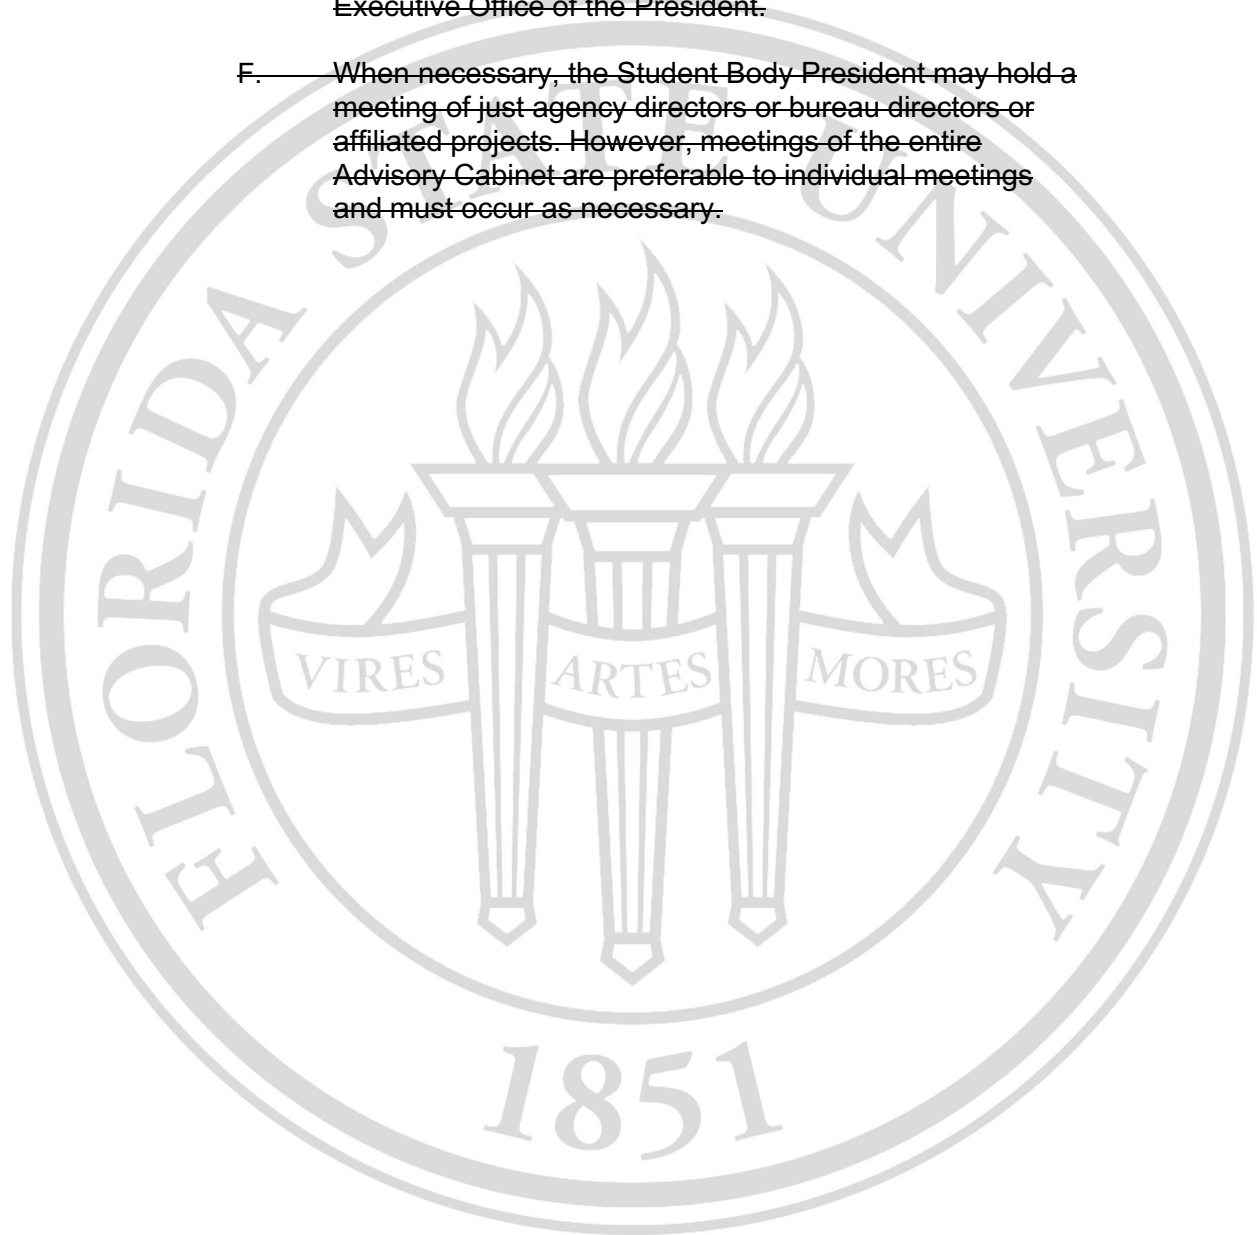 Executive Office of the President.
F. When necessary, the Student Body President may hold a
meeting of just agency directors or bureau directors or
affiliated projects. However, meetings of the entire
Advisory Cabinet are preferable to individual meetings
and must occur as necessary.
FLORIDA STATE UNIVERSITY
VIRES ARTES MORES
1851